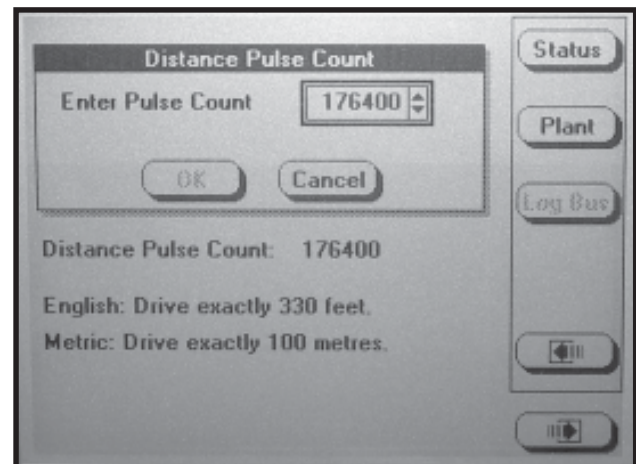 Distance Pulse Count
Enter Pulse Count 176400
OK Cancel
Distance Pulse Count: 176400
English: Drive exactly 330 feet.
Metric: Drive exactly 100 metres.
Status
Plant
Log Bus